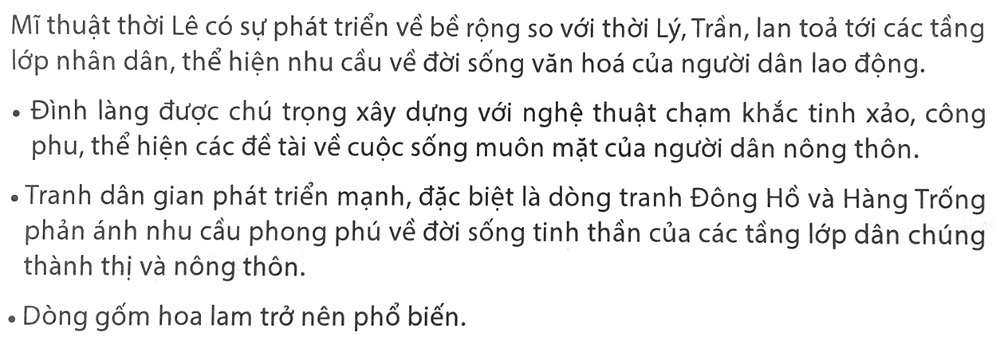 Mĩ thuật thời Lê có sự phát triển về bề rộng so với thời Lý, Trần, lan toả tới các tầng
lớp nhân dân, thể hiện nhu cầu về đời sống văn hoá của người dân lao động.
• Đình làng được chú trọng xây dựng với nghệ thuật chạm khắc tinh xảo, công
phu, thể hiện các đề tài về cuộc sống muôn mặt của người dân nông thôn.
• Tranh dân gian phát triển mạnh, đặc biệt là dòng tranh Đông Hồ và Hàng Trống
phản ánh nhu cầu phong phú về đời sống tinh thần của các tầng lớp dân chúng
thành thị và nông thôn.
• Dòng gốm hoa lam trở nên phổ biến.